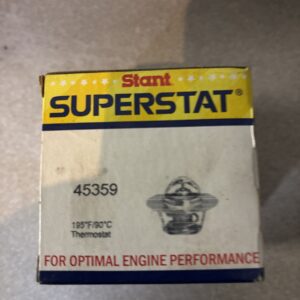 Stant
SUPERSTAT®
45359
195°F/90°C
Thermostat
FOR OPTIMAL ENGINE PERFORMANCE